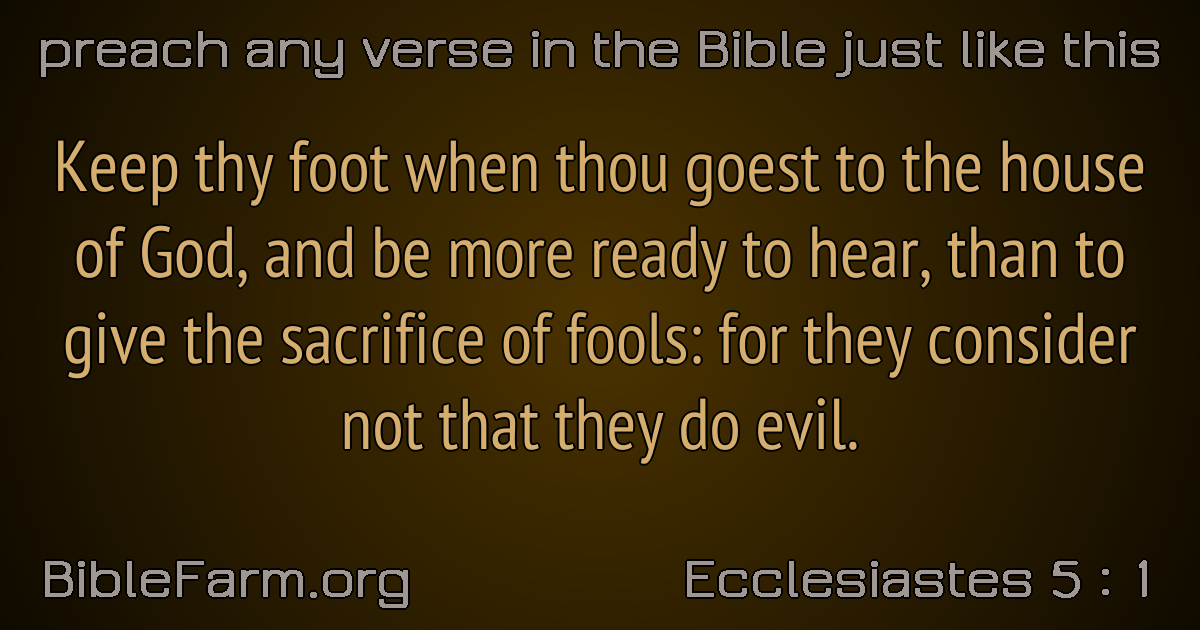 preach any verse in the Bible just like this
Keep thy foot when thou goest to the house
of God, and be more ready to hear, than to
give the sacrifice of fools: for they consider
not that they do evil.
BibleFarm.org
Ecclesiastes 5 : 1